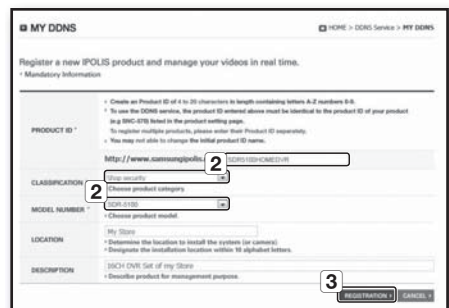 MY DDNS
HOME > DDNS Service > MY DDNS
Register a new IPOLIS product and manage your videos in real time.
* Mandatory Information
PRODUCT ID *
› Create an Product ID of 4 to 20 characters in length containing letters A-Z numbers 0-9.
* To use the DDNS service, the product ID entered above must be identical to the product ID of your product
(e.g SNC-570) listed in the product setting page.
To register multiple products, please enter their Product ID separately.
› You may not able to change the initial product ID name.
http://www.samsungipolis.
2
SDR5100HOMEDVR
CLASSIFICATION
Shop security
2
› Choose product category.
MODEL NUMBER *
SDR-5100
› Choose product model.
LOCATION
My Store
› Determine the location to install the system (or camera)
› Designate the installation location within 10 alphabet letters.
DESCRIPTION
16CH DVR Set of my Store
› Describe product for management purpose.
3
REGISTRATION ›
CANCEL ›